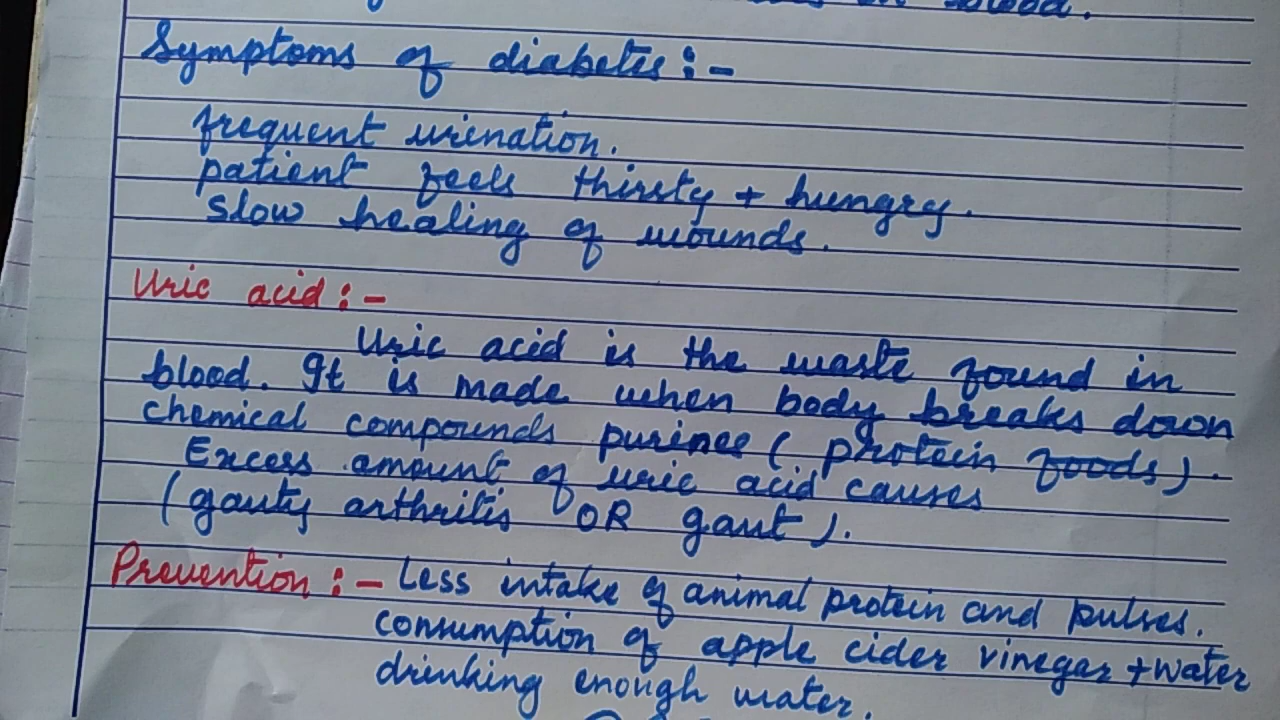 blood.
Symptoms of diabetes :-
frequent urination.
patient feels thirsty + hungry.
slow healing of wounds.
Uric acid :-
Uric acid is the waste found in
blood. It is made when body breaks down
chemical compounds purines ( protein foods ).
Excess amount of uric acid causes
( gauty arthritis OR gaut ).
Prevention :- Less intake of animal protein and pulses.
consumption of apple cider vinegar + water
drinking enough water.